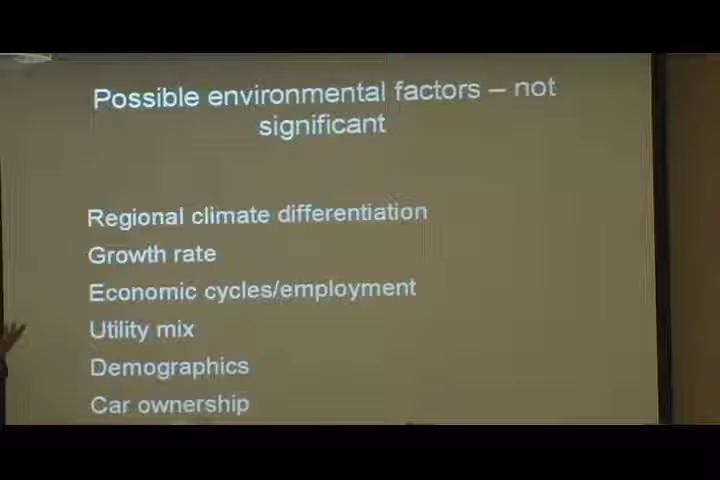 Possible environmental factors – not
significant
Regional climate differentiation
Growth rate
Economic cycles/employment
Utility mix
Demographics
Car ownership